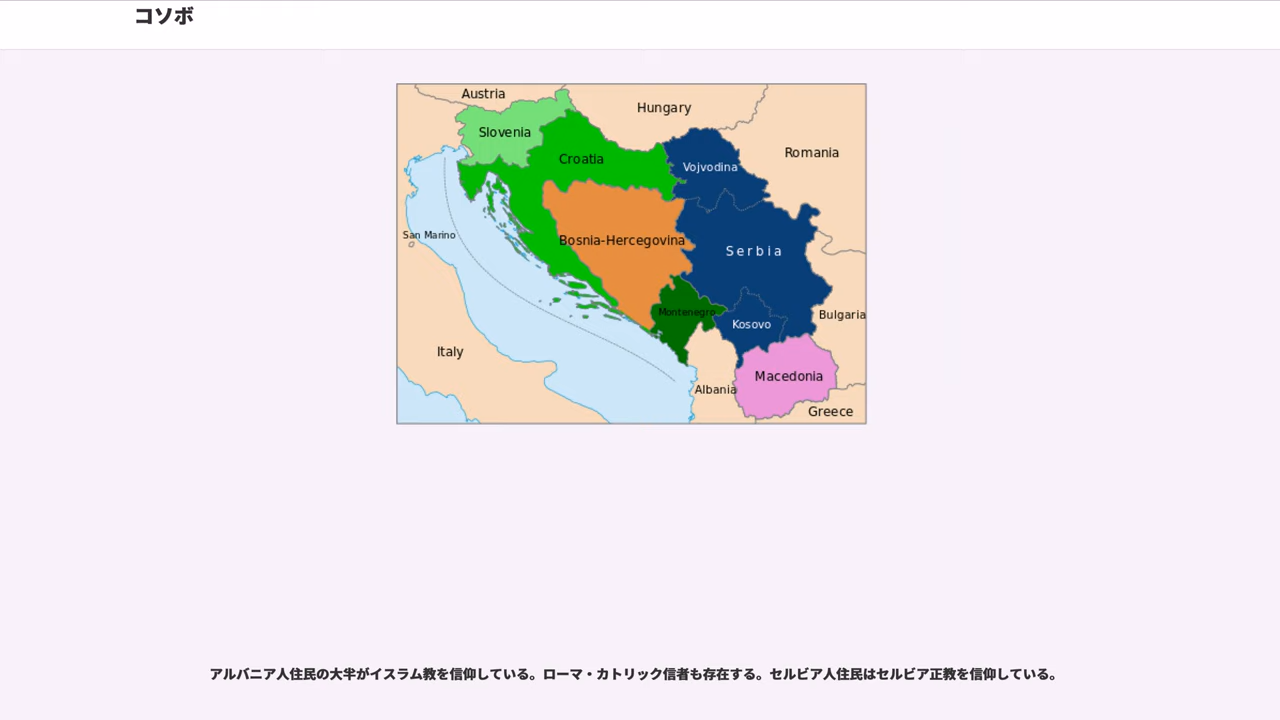 コソボ
Austria
Hungary
Slovenia
Romania
Croatia
Vojvodina
San Marino
Bosnia-Hercegovina
Serbia
Montenegro
Bulgaria
Kosovo
Italy
Macedonia
Albania
Greece
アルバニア人住民の大半がイスラム教を信仰している。ローマ・カトリック信者も存在する。セルビア人住民はセルビア正教を信仰している。